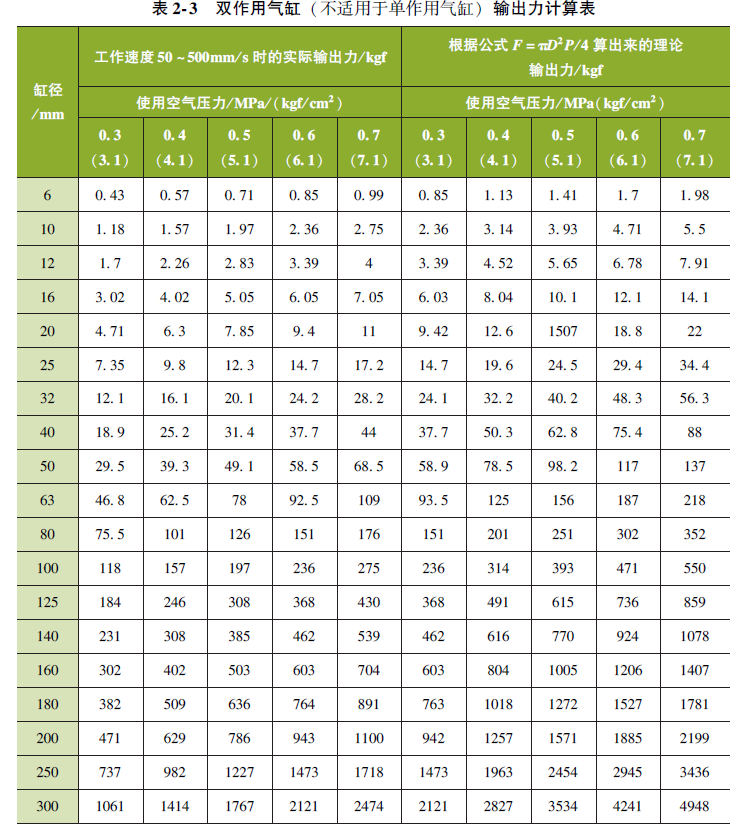 表 2-3 双作用气缸（不适用于单作用气缸）输出力计算表
缸径/mm 工作速度 50～500mm/s 时的实际输出力/kgf 根据公式 F = πD²P/4 算出来的理论输出力/kgf
使用空气压力/MPa/(kgf/cm²) 使用空气压力/MPa(kgf/cm²)
0.3 0.4 0.5 0.6 0.7 0.3 0.4 0.5 0.6 0.7
(3.1) (4.1) (5.1) (6.1) (7.1) (3.1) (4.1) (5.1) (6.1) (7.1)
6 0.43 0.57 0.71 0.85 0.99 0.85 1.13 1.41 1.7 1.98
10 1.18 1.57 1.97 2.36 2.75 2.36 3.14 3.93 4.71 5.5
12 1.7 2.26 2.83 3.39 4 3.39 4.52 5.65 6.78 7.91
16 3.02 4.02 5.05 6.05 7.05 6.03 8.04 10.1 12.1 14.1
20 4.71 6.3 7.85 9.4 11 9.42 12.6 1507 18.8 22
25 7.35 9.8 12.3 14.7 17.2 14.7 19.6 24.5 29.4 34.4
32 12.1 16.1 20.1 24.2 28.2 24.1 32.2 40.2 48.3 56.3
40 18.9 25.2 31.4 37.7 44 37.7 50.3 62.8 75.4 88
50 29.5 39.3 49.1 58.5 68.5 58.9 78.5 98.2 117 137
63 46.8 62.5 78 92.5 109 93.5 125 156 187 218
80 75.5 101 126 151 176 151 201 251 302 352
100 118 157 197 236 275 236 314 393 471 550
125 184 246 308 368 430 368 491 615 736 859
140 231 308 385 462 539 462 616 770 924 1078
160 302 402 503 603 704 603 804 1005 1206 1407
180 382 509 636 764 891 763 1018 1272 1527 1781
200 471 629 786 943 1100 942 1257 1571 1885 2199
250 737 982 1227 1473 1718 1473 1963 2454 2945 3436
300 1061 1414 1767 2121 2474 2121 2827 3534 4241 4948